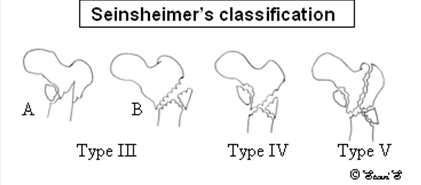 Seinsheimer's classification
A B
Type III Type IV Type V